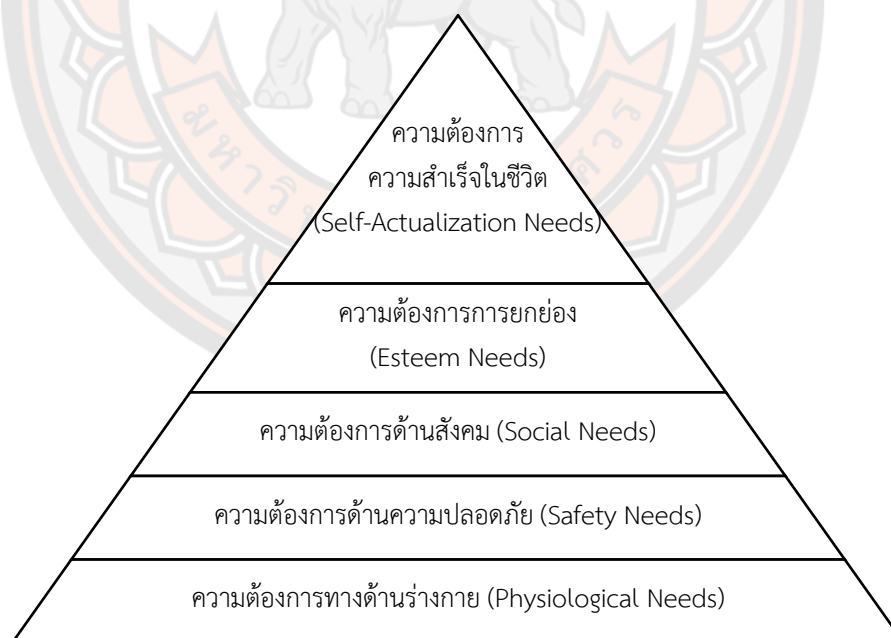 ความต้องการ
ความสำเร็จในชีวิต
(Self-Actualization Needs)
ความต้องการการยกย่อง
(Esteem Needs)
ความต้องการด้านสังคม (Social Needs)
ความต้องการด้านความปลอดภัย (Safety Needs)
ความต้องการทางด้านร่างกาย (Physiological Needs)